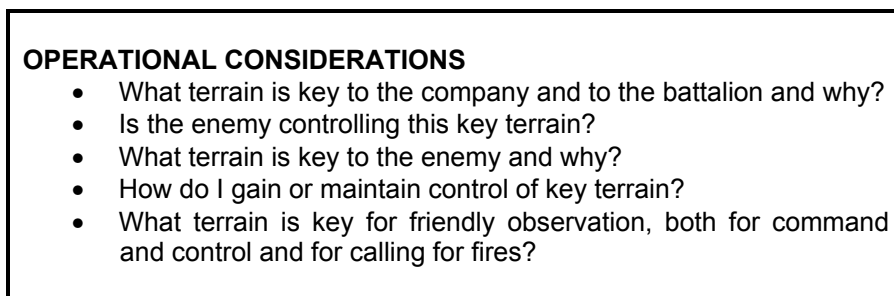 OPERATIONAL CONSIDERATIONS
• What terrain is key to the company and to the battalion and why?
• Is the enemy controlling this key terrain?
• What terrain is key to the enemy and why?
• How do I gain or maintain control of key terrain?
• What terrain is key for friendly observation, both for command
and control and for calling for fires?